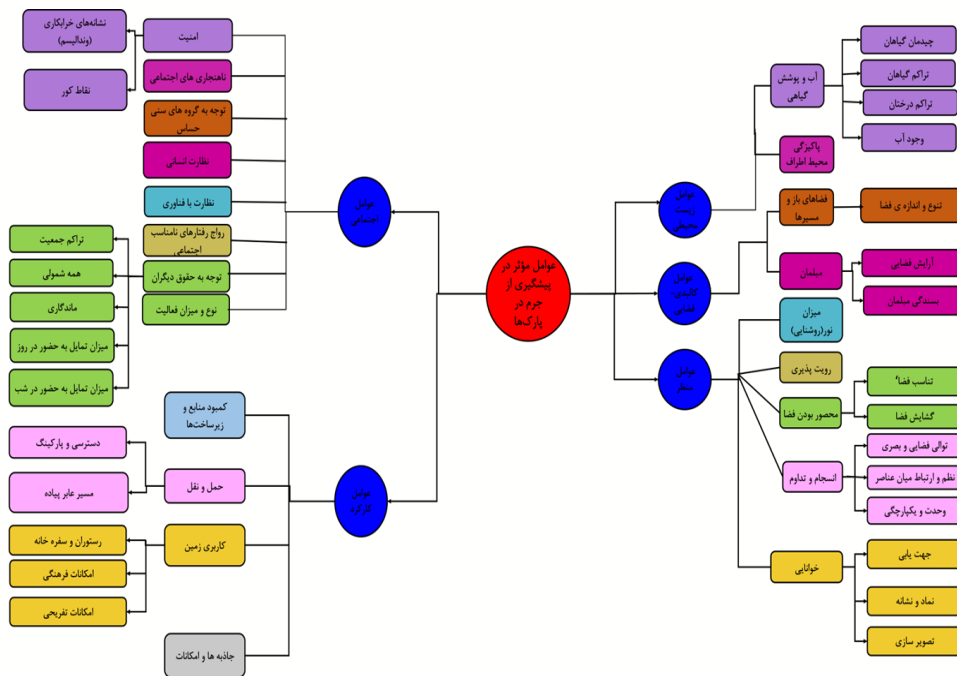 عوامل مؤثر در
پیشگیری از
جرم در
پارک‌ها
عوامل
زیست
محیطی
آب و پوشش
گیاهی
چیدمان گیاهان
تراکم گیاهان
تراکم درختان
وجود آب
پاکیزگی
محیط اطراف
عوامل
کالبدی-
فضایی
فضاهای باز و
مسیرها
تنوع و اندازه ی فضا
مبلمان
آرایش فضایی
بسندگی مبلمان
عوامل
منظر
میزان
نور(روشنایی)
رویت پذیری
محصور بودن فضا
تناسب فضا
گشایش فضا
انسجام و تداوم
توالی فضایی و بصری
نظم و ارتباط میان عناصر
وحدت و یکپارچگی
خوانایی
جهت یابی
نماد و نشانه
تصویر سازی
عوامل
اجتماعی
امنیت
نشانه‌های خرابکاری
(وندالیسم)
نقاط کور
ناهنجاری های اجتماعی
توجه به گروه های سنی
حساس
نظارت انسانی
نظارت با فناوری
رواج رفتارهای نامناسب
اجتماعی
توجه به حقوق دیگران
نوع و میزان فعالیت
تراکم جمعیت
همه شمولی
ماندگاری
میزان تمایل به حضور در روز
میزان تمایل به حضور در شب
عوامل
کارکرد
کمبود منابع و
زیرساخت‌ها
حمل و نقل
دسترسی و پارکینگ
مسیر عابر پیاده
کاربری زمین
رستوران و سفره خانه
امکانات فرهنگی
امکانات تفریحی
جاذبه ها و امکانات